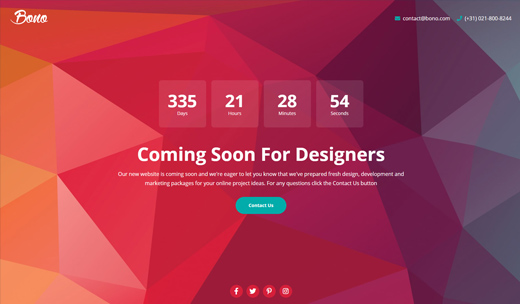 Bono
contact@bono.com
(+31) 021-800-8244
335
Days
21
Hours
28
Minutes
54
Seconds
Coming Soon For Designers
Our new website is coming soon and we're eager to let you know that we've prepared fresh design, development and
marketing packages for your online project ideas. For any questions click the Contact Us button
Contact Us